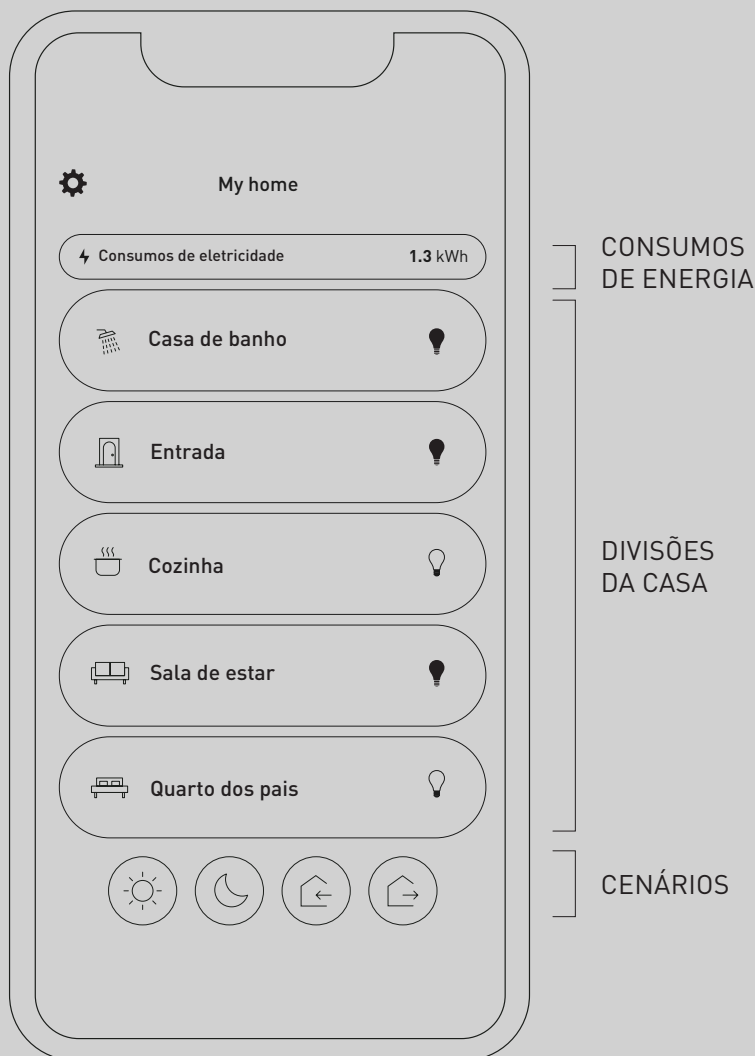 My home
Consumos de eletricidade 1.3 kWh
CONSUMOS
DE ENERGIA
Casa de banho
Entrada
Cozinha
Sala de estar
Quarto dos pais
DIVISÕES
DA CASA
CENÁRIOS